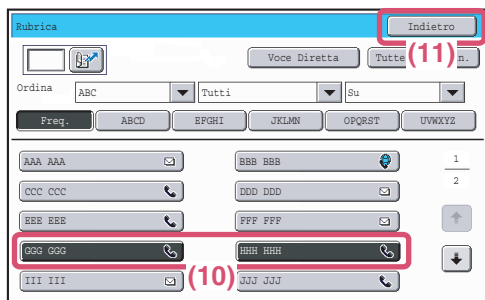 Rubrica
Indietro
(11)
Voce Diretta
Tutte
n.
Ordina
ABC
Tutti
Su
Freq.
ABCD
EFGHI
JKLMN
OPQRST
UVWXYZ
AAA AAA
BBB BBB
1
CCC CCC
DDD DDD
2
EEE EEE
FFF FFF
GGG GGG
HHH HHH
(10)
III III
JJJ JJJ